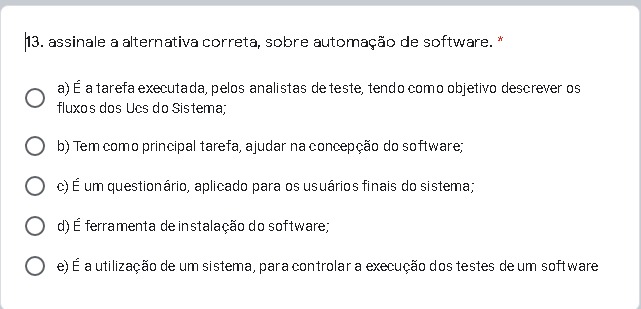 13. assinale a alternativa correta, sobre automação de software. *
a) É a tarefa executada, pelos analistas de teste, tendo como objetivo descrever os
fluxos dos Ucs do Sistema;
b) Tem como principal tarefa, ajudar na concepção do software;
c) É um questionário, aplicado para os usuários finais do sistema;
d) É ferramenta de instalação do software;
e) É a utilização de um sistema, para controlar a execução dos testes de um software